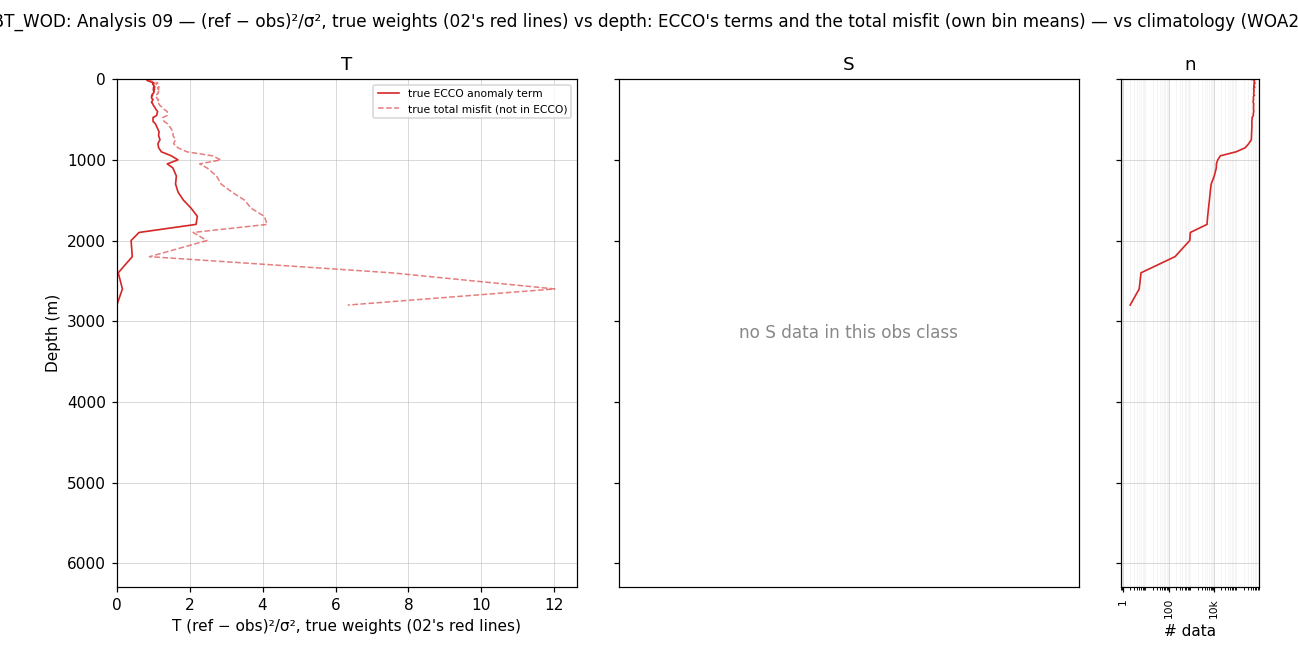 BT_WOD: Analysis 09 — (ref − obs)²/σ², true weights (02's red lines) vs depth: ECCO's terms and the total misfit (own bin means) — vs climatology (WOA2
T
S
n
true ECCO anomaly term
true total misfit (not in ECCO)
0
1000
2000
3000
4000
5000
6000
Depth (m)
no S data in this obs class
0 2 4 6 8 10 12
T (ref − obs)²/σ², true weights (02's red lines)
1 100 10k
# data